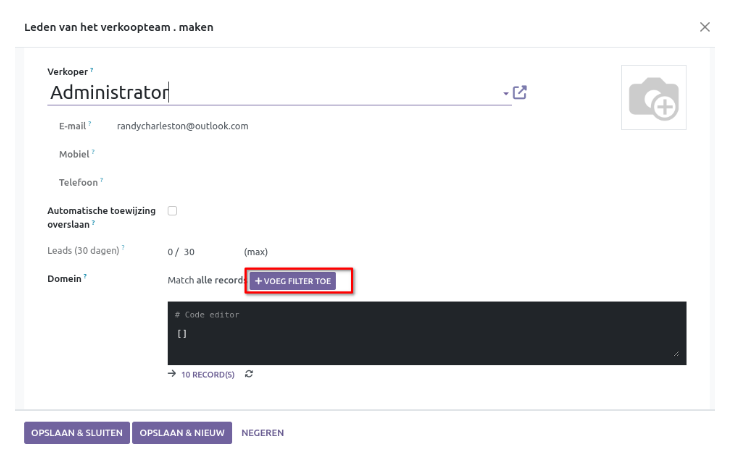 Leden van het verkoopteam . maken
Verkoper ?
Administrator
E-mail ? randycharleston@outlook.com
Mobiel ?
Telefoon ?
Automatische toewijzing
overslaan ?
Leads (30 dagen) ? 0 / 30 (max)
Domein ? Match alle records + VOEG FILTER TOE
# Code editor
[]
→ 10 RECORD(S)
OPSLAAN & SLUITEN OPSLAAN & NIEUW NEGEREN